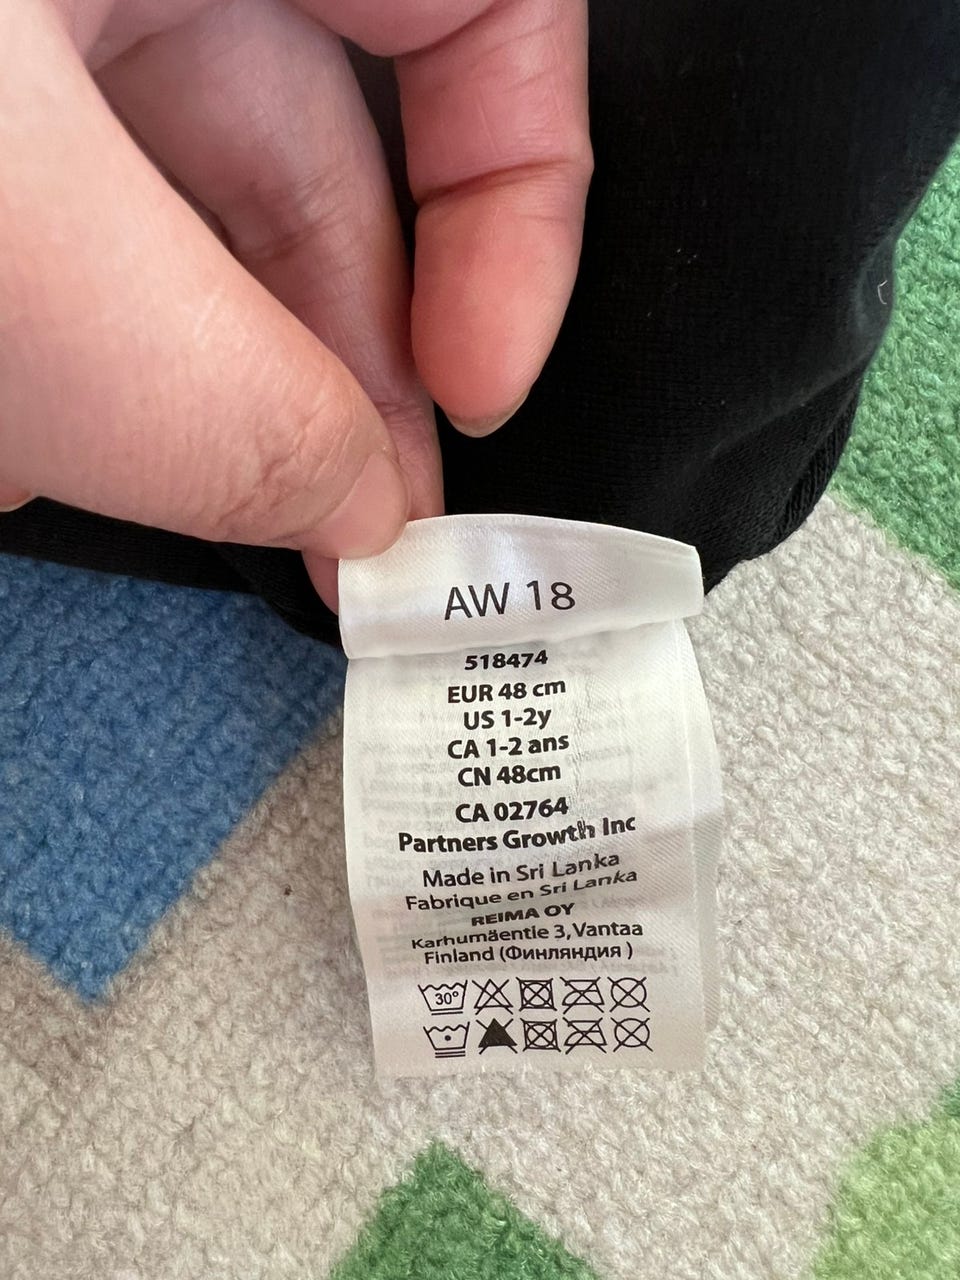 AW 18
518474
EUR 48 cm
US 1-2y
CA 1-2 ans
CN 48cm
CA 02764
Partners Growth Inc
Made in Sri Lanka
Fabrique en Sri Lanka
REIMA OY
Karhumäentie 3, Vantaa
Finland (Финляндия )
30°